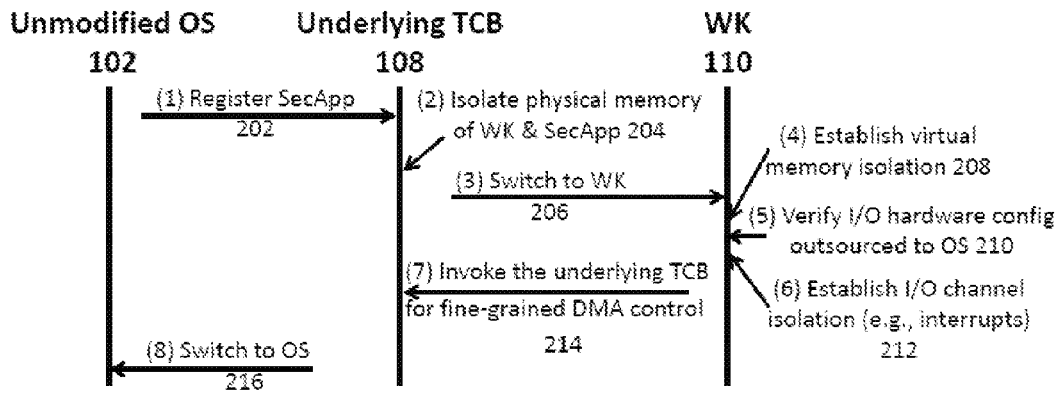 Unmodified OS
102
Underlying TCB
108
WK
110
(1) Register SecApp
202
(2) Isolate physical memory
of WK & SecApp 204
(3) Switch to WK
206
(4) Establish virtual
memory isolation 208
(5) Verify I/O hardware config
outsourced to OS 210
(6) Establish I/O channel
isolation (e.g., interrupts)
212
(7) Invoke the underlying TCB
for fine-grained DMA control
214
(8) Switch to OS
216